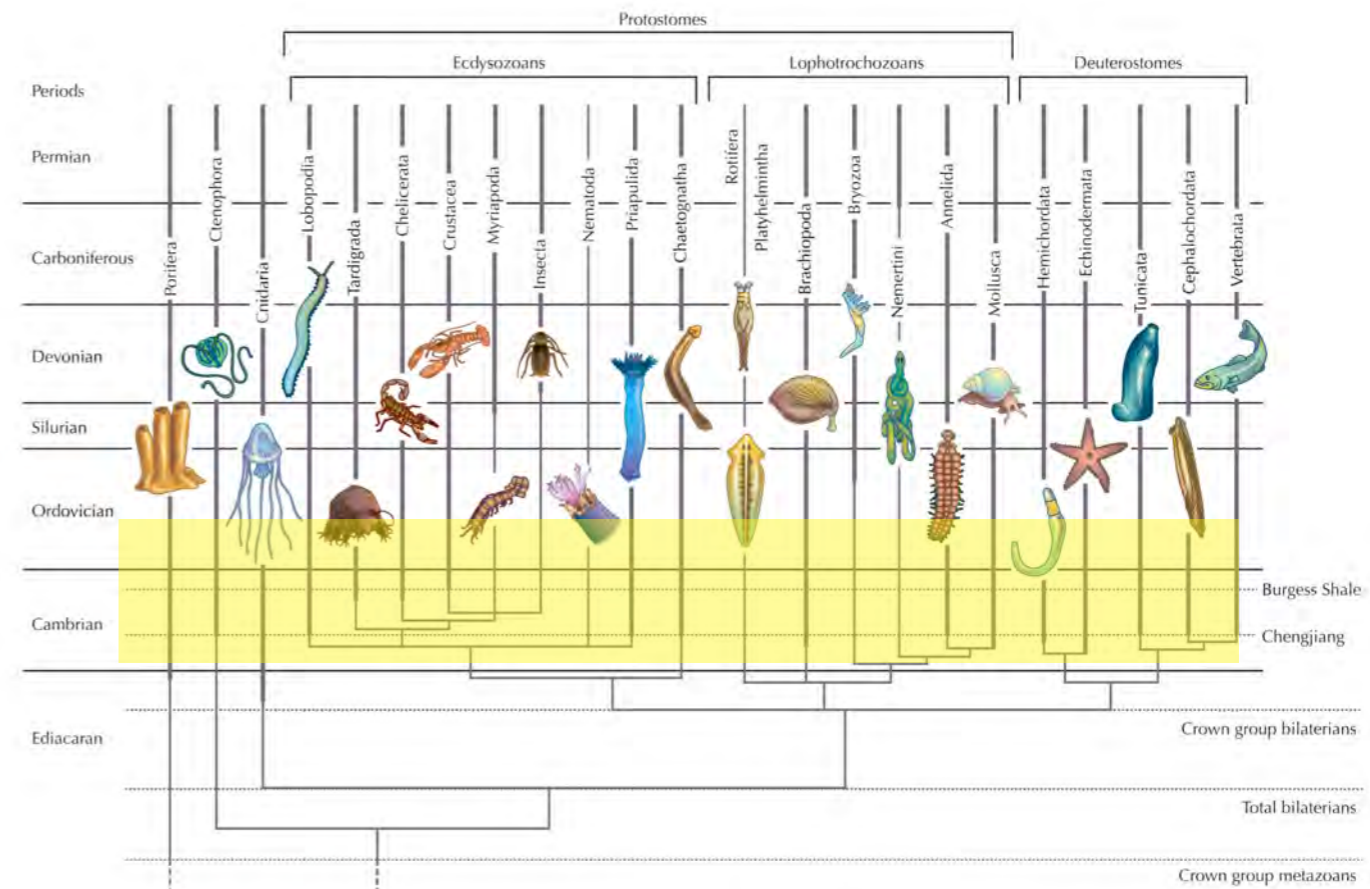 Protostomes
Ecdysozoans
Lophotrochozoans
Deuterostomes
Periods
Permian
Carboniferous
Devonian
Silurian
Ordovician
Cambrian
Ediacaran
Porifera
Ctenophora
Cnidaria
Lobopodia
Tardigrada
Chelicerata
Crustacea
Myriapoda
Insecta
Nematoda
Priapulida
Chaetognatha
Rotifera
Platyhelmintha
Brachiopoda
Bryozoa
Nemertini
Annelida
Mollusca
Hemichordata
Echinodermata
Tunicata
Cephalochordata
Vertebrata
Burgess Shale
Chengjiang
Crown group bilaterians
Total bilaterians
Crown group metazoans